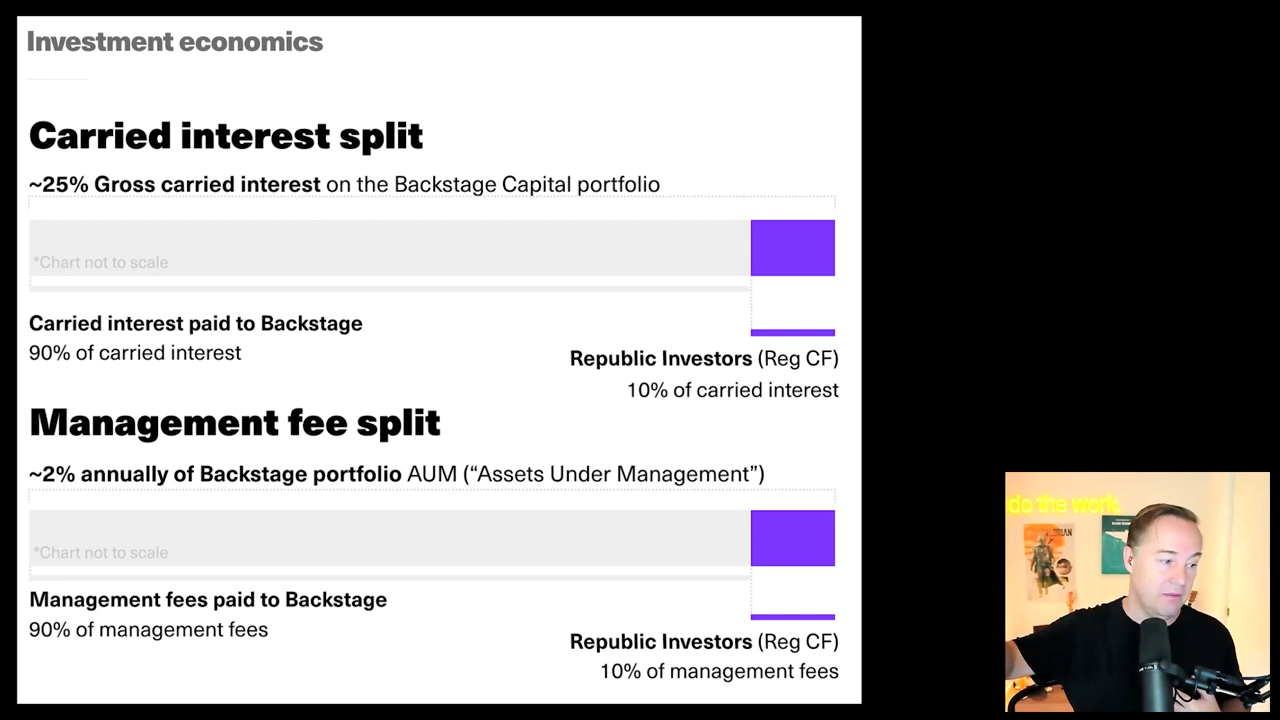 Investment economics
Carried interest split
~25% Gross carried interest on the Backstage Capital portfolio
*Chart not to scale
Carried interest paid to Backstage
90% of carried interest
Republic Investors (Reg CF)
10% of carried interest
Management fee split
~2% annually of Backstage portfolio AUM (“Assets Under Management”)
*Chart not to scale
Management fees paid to Backstage
90% of management fees
Republic Investors (Reg CF)
10% of management fees
do the work.